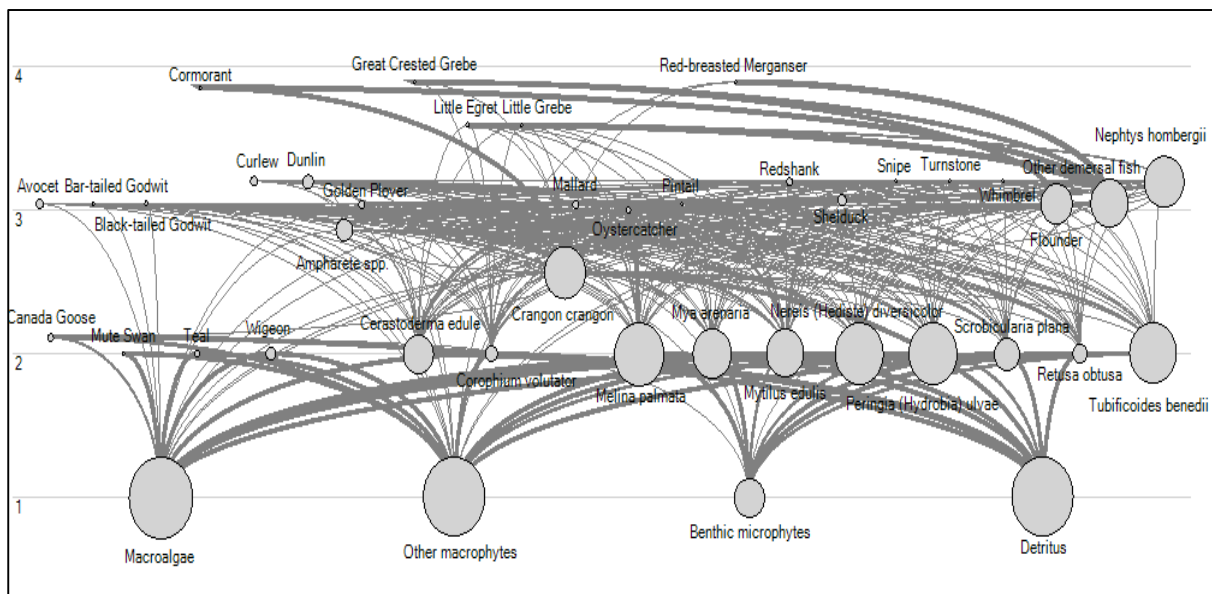 4
Cormorant
Great Crested Grebe
Red-breasted Merganser
Little Egret Little Grebe
Nephtys hombergii
Curlew
Dunlin
Redshank
Snipe
Turnstone
Other demersal fish
Avocet
Bar-tailed Godwit
Golden Plover
Mallard
Pintail
Whimbrel
3
Black-tailed Godwit
Oystercatcher
Shelduck
Flounder
Ampharete spp.
Canada Goose
Mute Swan
Teal
Wigeon
Cerastoderma edule
Crangon crangon
Mya arenaria
Nereis (Hediste) diversicolor
Scrobicularia plana
2
Corophium volutator
Melina palmata
Mytilus edulis
Peringia (Hydrobia) ulvae
Retusa obtusa
Tubificoides benedii
1
Macroalgae
Other macrophytes
Benthic microphytes
Detritus